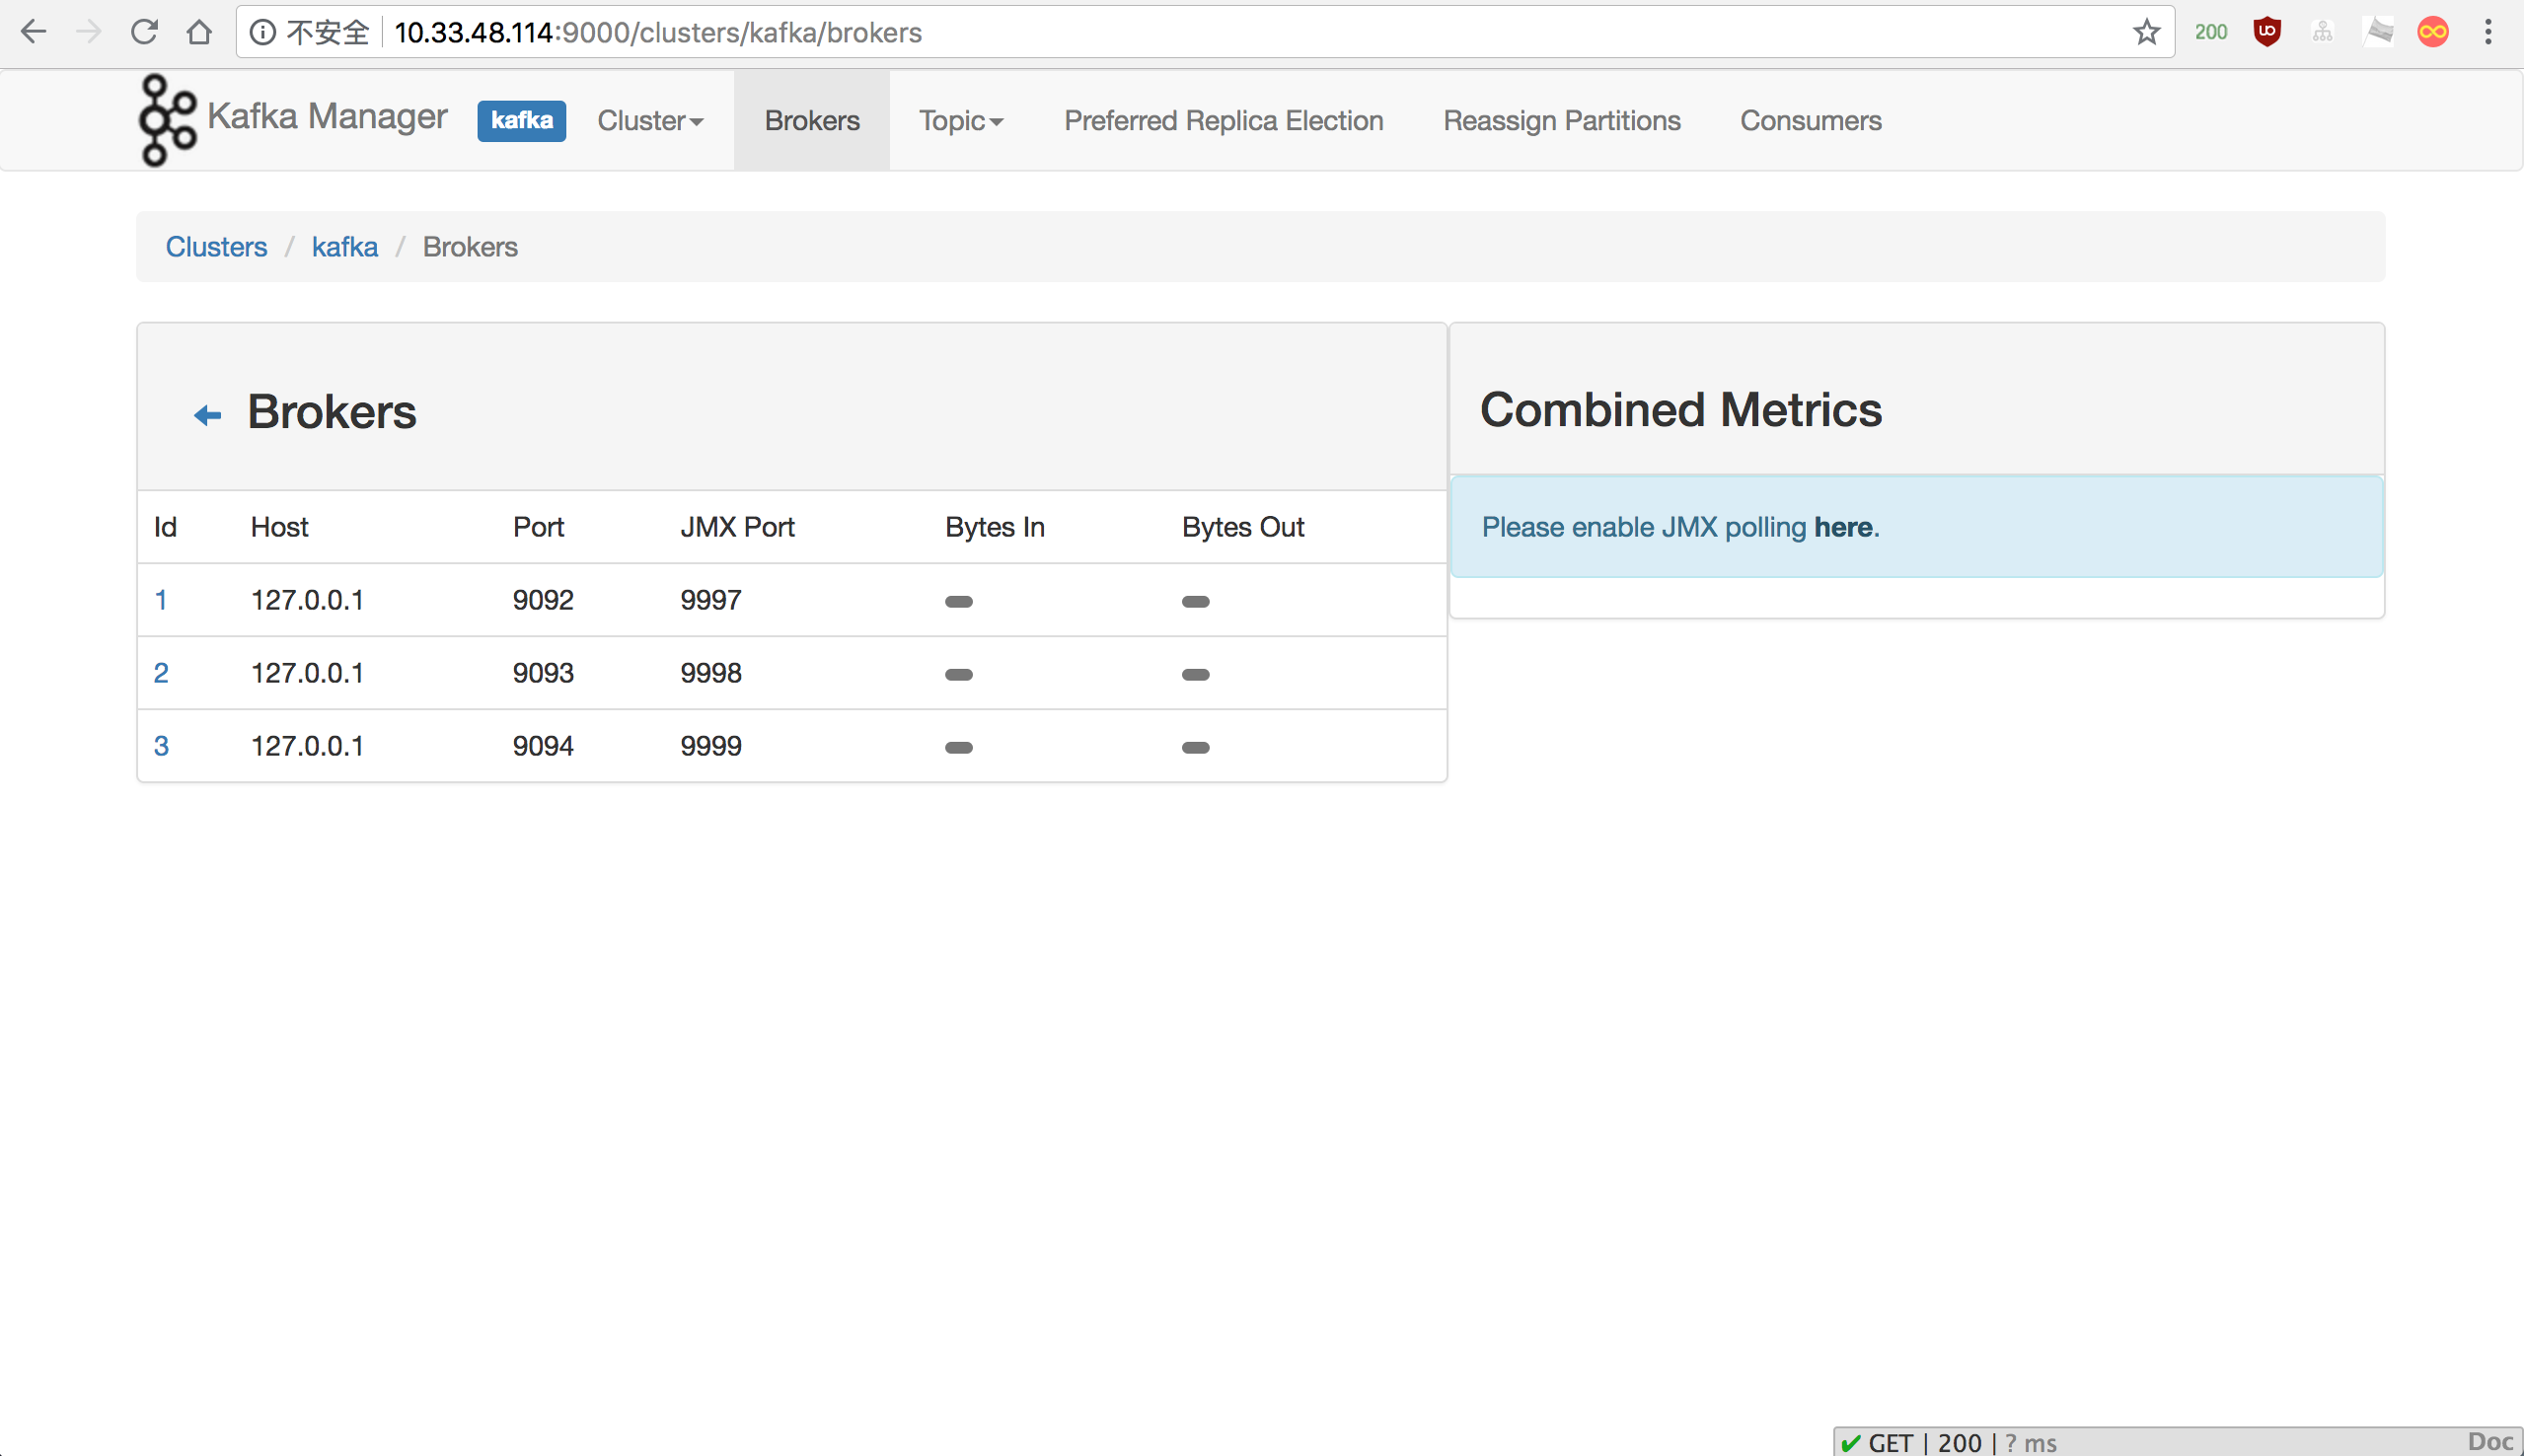 不安全 10.33.48.114:9000/clusters/kafka/brokers 200
Kafka Manager kafka Cluster Brokers Topic Preferred Replica Election Reassign Partitions Consumers
Clusters / kafka / Brokers
Brokers
Id Host Port JMX Port Bytes In Bytes Out
1 127.0.0.1 9092 9997
2 127.0.0.1 9093 9998
3 127.0.0.1 9094 9999
Combined Metrics
Please enable JMX polling here.
GET | 200 | ? ms Doc